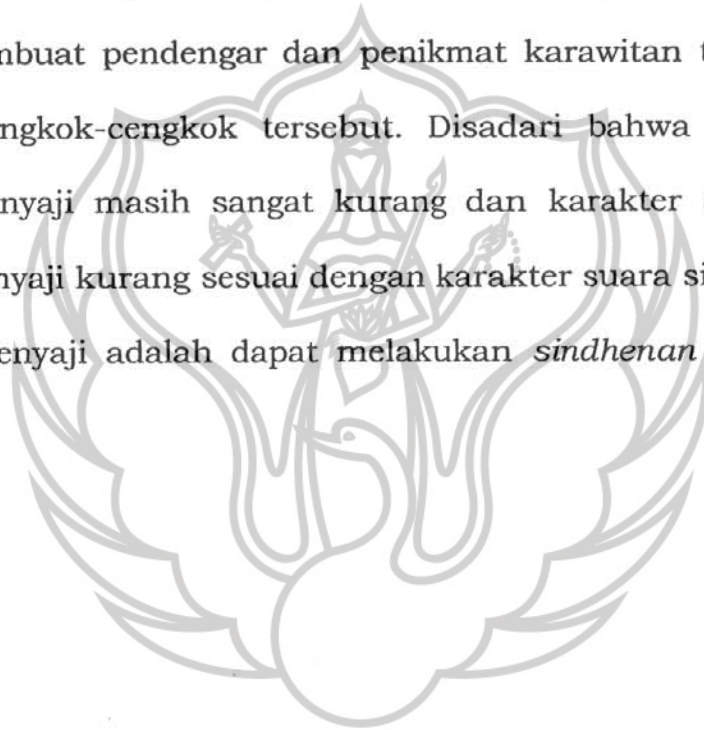 nbuat pendengar dan penikmat karawitan t
ngkok-cengkok tersebut. Disadari bahwa
nyaji masih sangat kurang dan karakter
nyaji kurang sesuai dengan karakter suara si
enyaji adalah dapat melakukan sindhenan